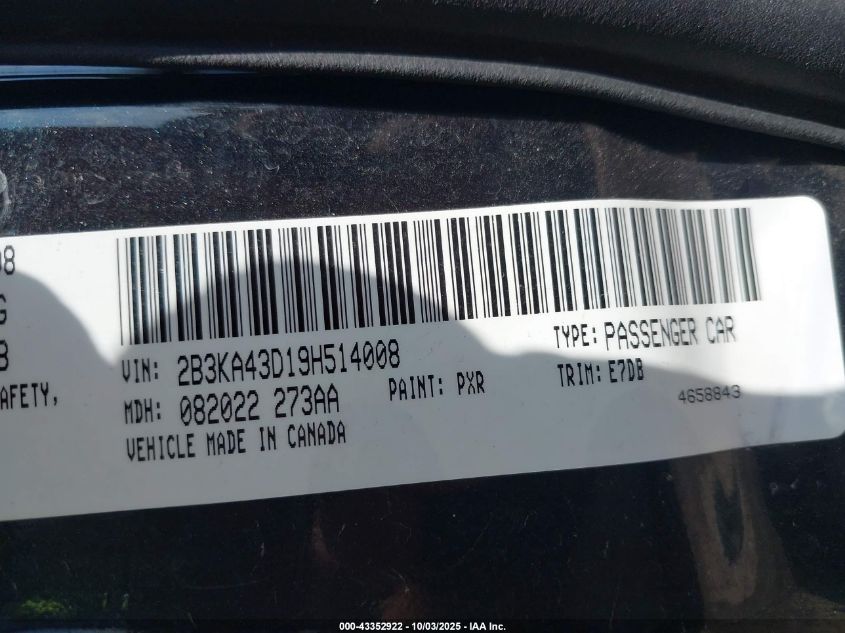 08
G
B
AFETY,
VIN: 2B3KA43D19H514008
TYPE: PASSENGER CAR
MDH: 082022 273AA
PAINT: PXR
TRIM: E7DB
4658843
VEHICLE MADE IN CANADA
000-43352922 - 10/03/2025 - IAA Inc.